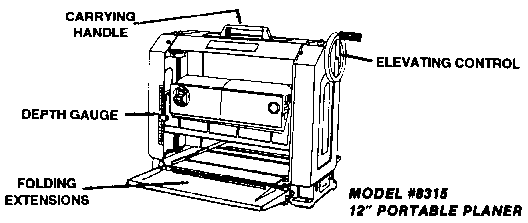 CARRYING
HANDLE
ELEVATING CONTROL
DEPTH GAUGE
FOLDING
EXTENSIONS
MODEL #8315
12" PORTABLE PLANER